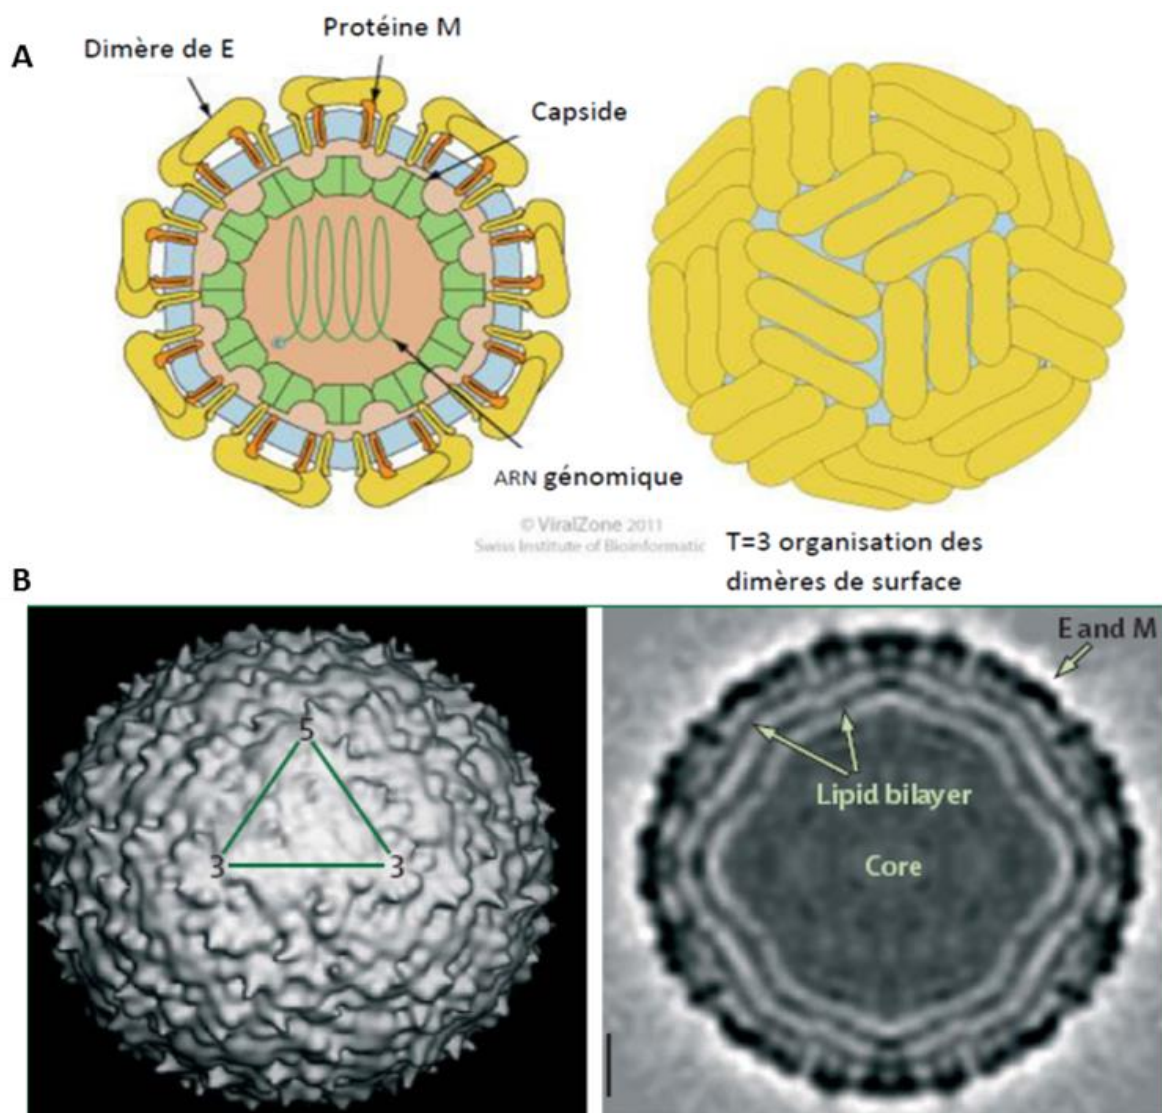 A
Dimère de E
Protéine M
Capside
ARN génomique
© ViralZone 2011
Swiss Institute of Bioinformatic
T=3 organisation des
dimères de surface
B
5
3
3
E and M
Lipid bilayer
Core